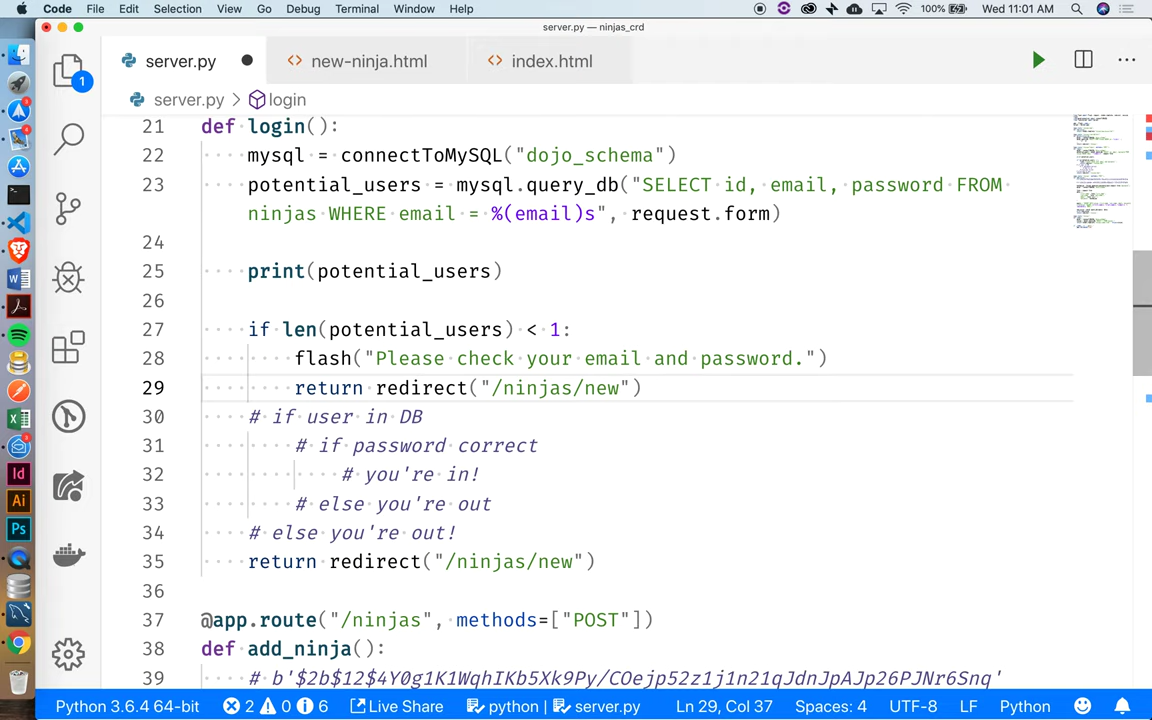 Code File Edit Selection View Go Debug Terminal Window Help 100% Wed 11:01 AM
server.py — ninjas_crd
server.py new-ninja.html index.html
1
server.py login
21 def login():
22 mysql = connectToMySQL("dojo_schema")
23 potential_users = mysql.query_db("SELECT id, email, password FROM
ninjas WHERE email = %(email)s", request.form)
24
25 print(potential_users)
26
27 if len(potential_users) < 1:
28 flash("Please check your email and password.")
29 return redirect("/ninjas/new")
30 # if user in DB
31 # if password correct
32 # you're in!
33 # else you're out
34 # else you're out!
35 return redirect("/ninjas/new")
36
37 @app.route("/ninjas", methods=["POST"])
38 def add_ninja():
39 # b'$2b$12$4Y0g1K1WqhIKb5Xk9Py/COejp52z1j1n21qJdnJpAJp26PJNr6Snq'
Id
Ai
Ps
Python 3.6.4 64-bit 2 0 6 Live Share python | server.py Ln 29, Col 37 Spaces: 4 UTF-8 LF Python